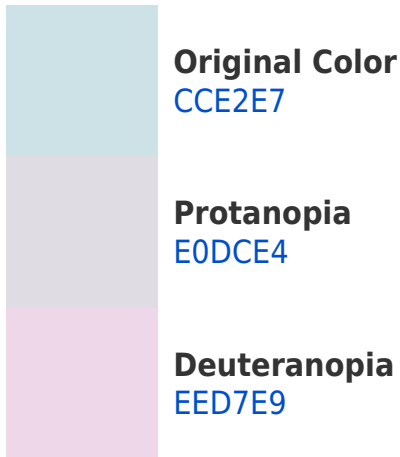 Original Color
CCE2E7
Protanopia
E0DCE4
Deuteranopia
EED7E9